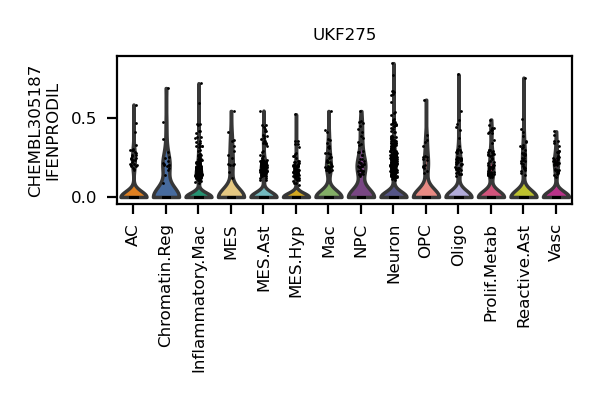 UKF275
CHEMBL305187
IFENPRODIL
0.5
0.0
AC
Chromatin.Reg
Inflammatory.Mac
MES
MES.Ast
MES.Hyp
Mac
NPC
Neuron
OPC
Oligo
Prolif.Metab
Reactive.Ast
Vasc